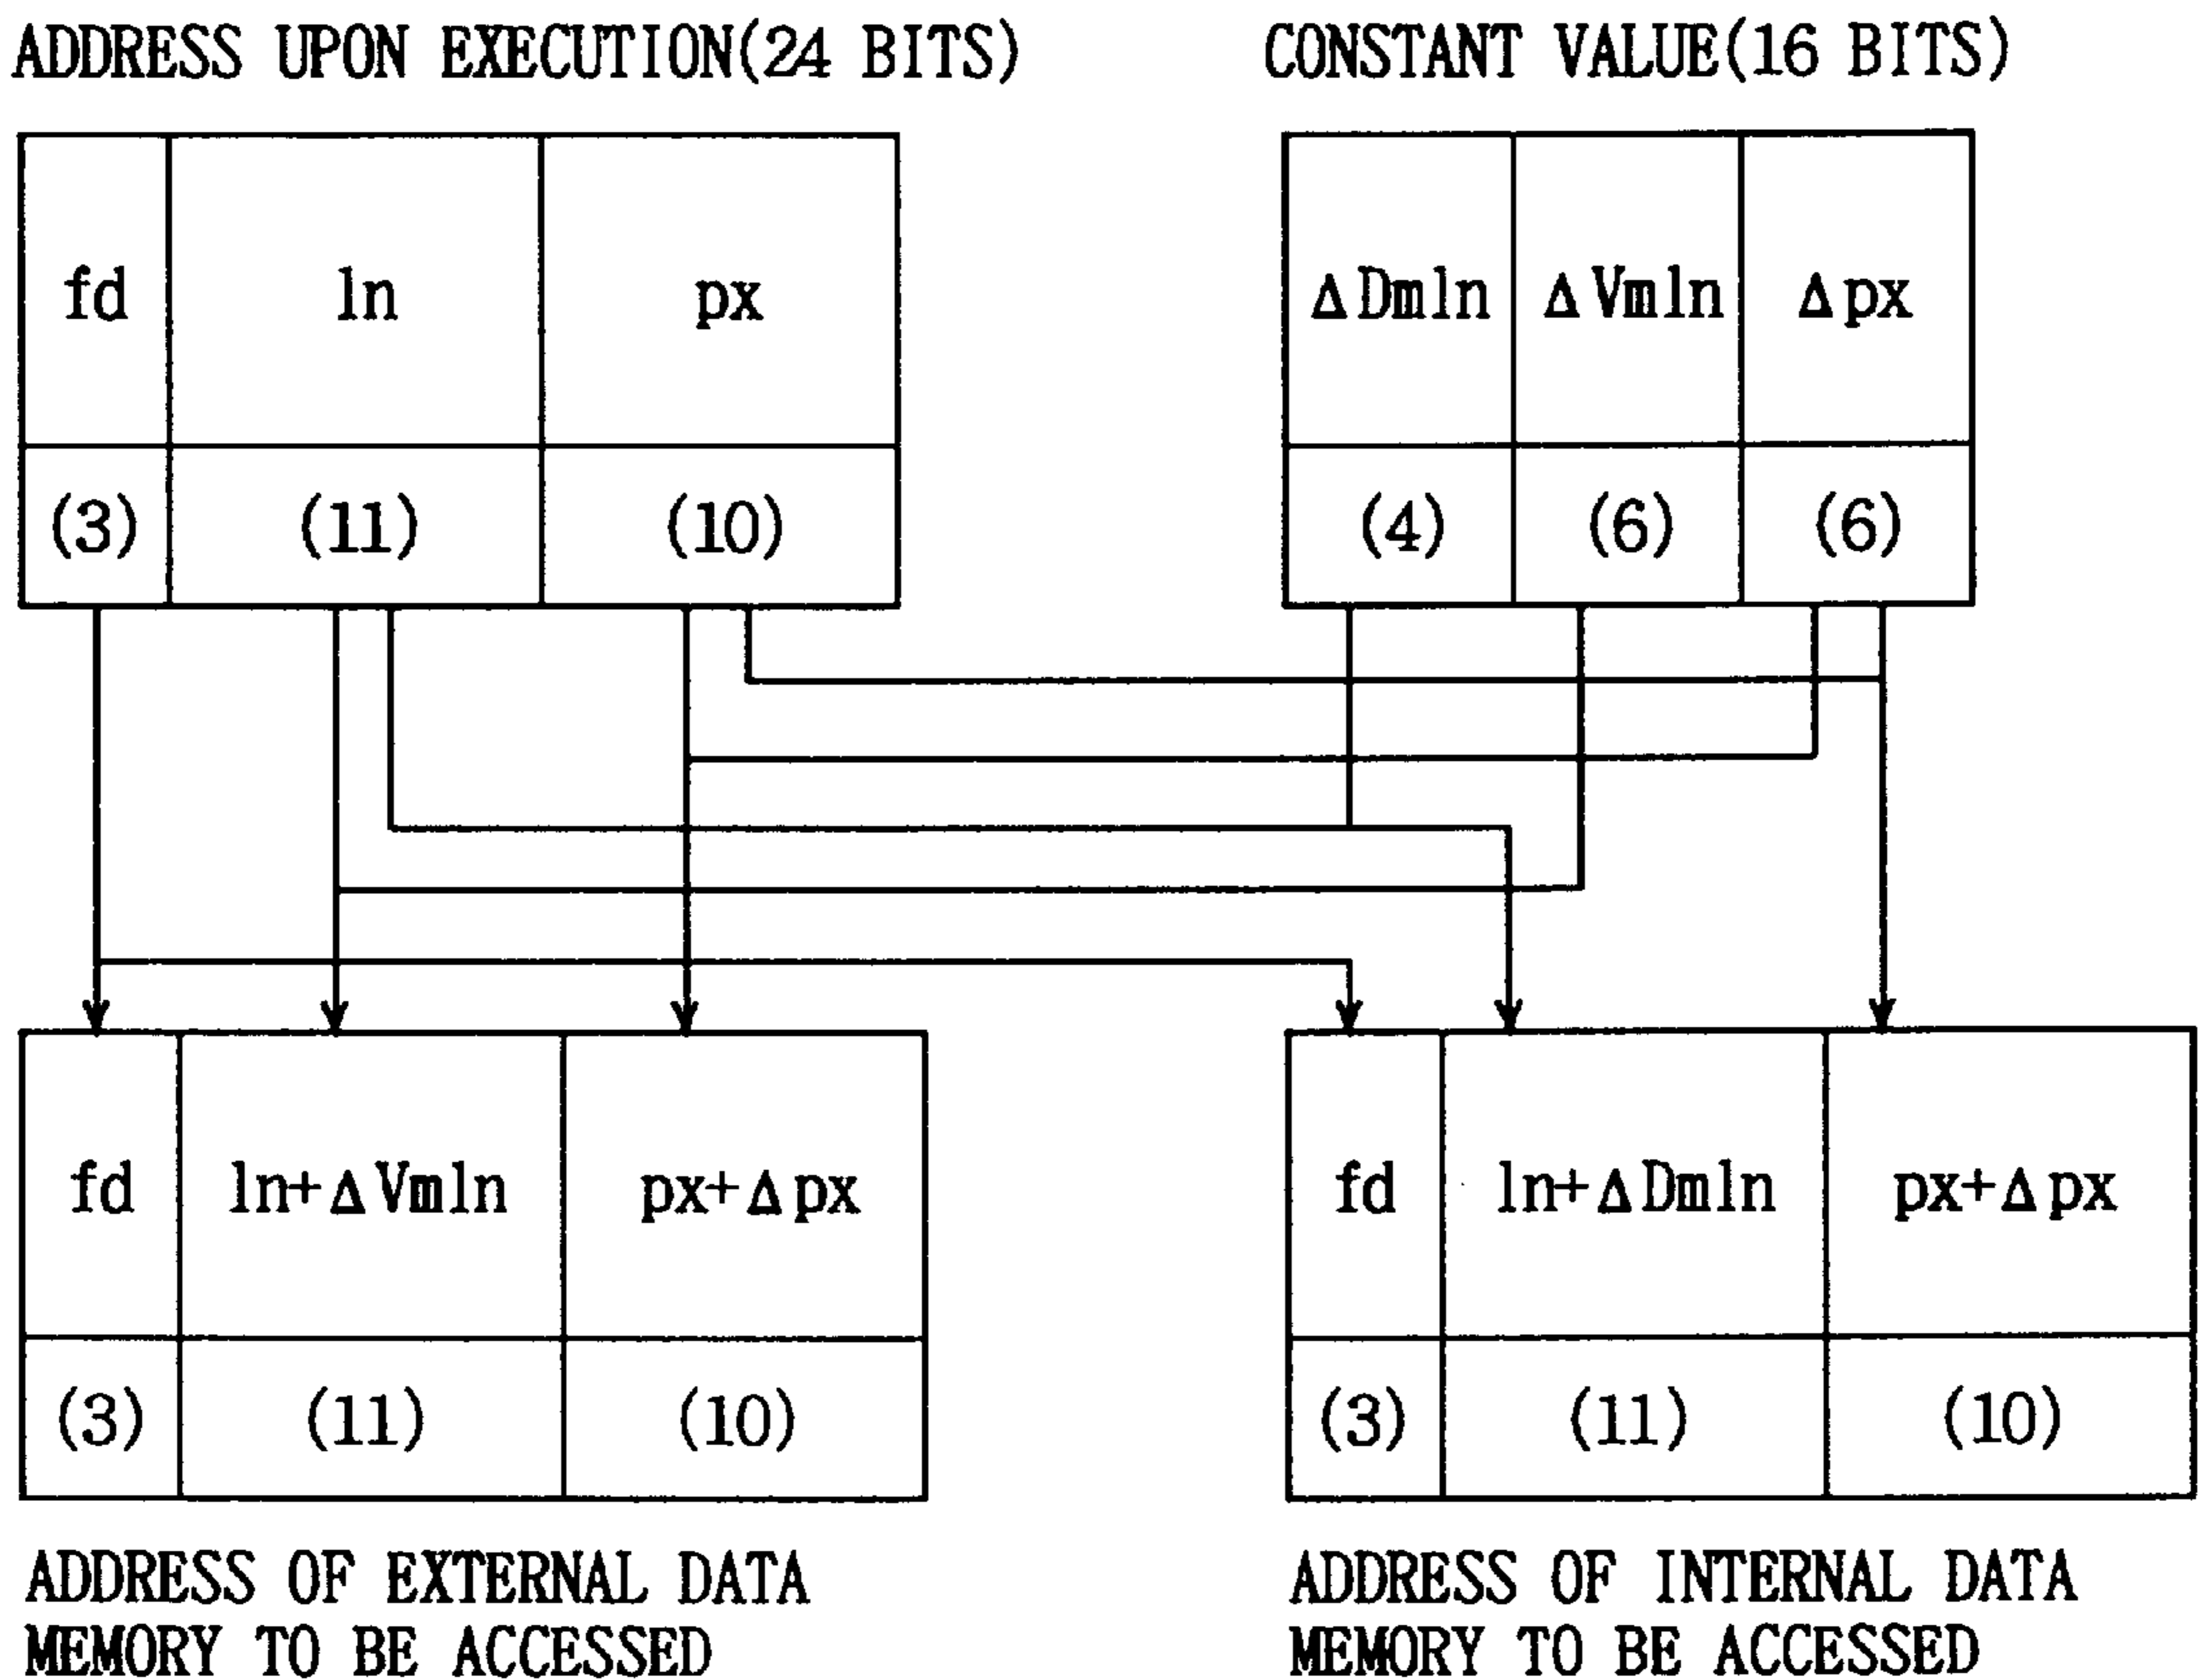 ADDRESS UPON EXECUTION(24 BITS)
CONSTANT VALUE(16 BITS)
fd ln px
(3) (11) (10)
ΔDmln ΔVmln Δpx
(4) (6) (6)
fd ln+ΔVmln px+Δpx
(3) (11) (10)
fd ln+ΔDmln px+Δpx
(3) (11) (10)
ADDRESS OF EXTERNAL DATA
MEMORY TO BE ACCESSED
ADDRESS OF INTERNAL DATA
MEMORY TO BE ACCESSED